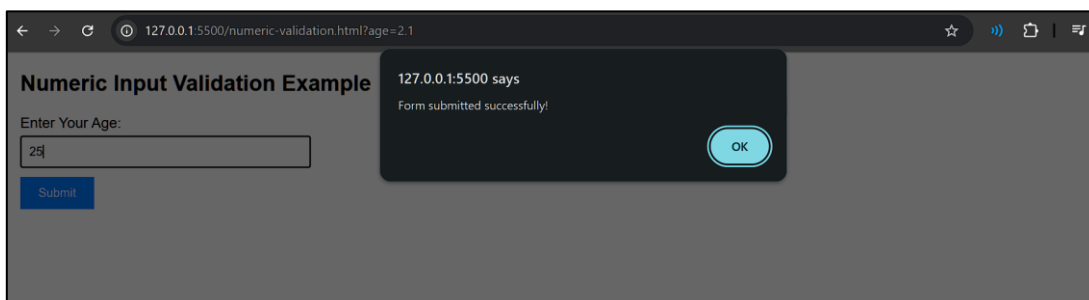 127.0.0.1:5500/numeric-validation.html?age=2.1
127.0.0.1:5500 says
Form submitted successfully!
OK
Numeric Input Validation Example
Enter Your Age:
25
Submit